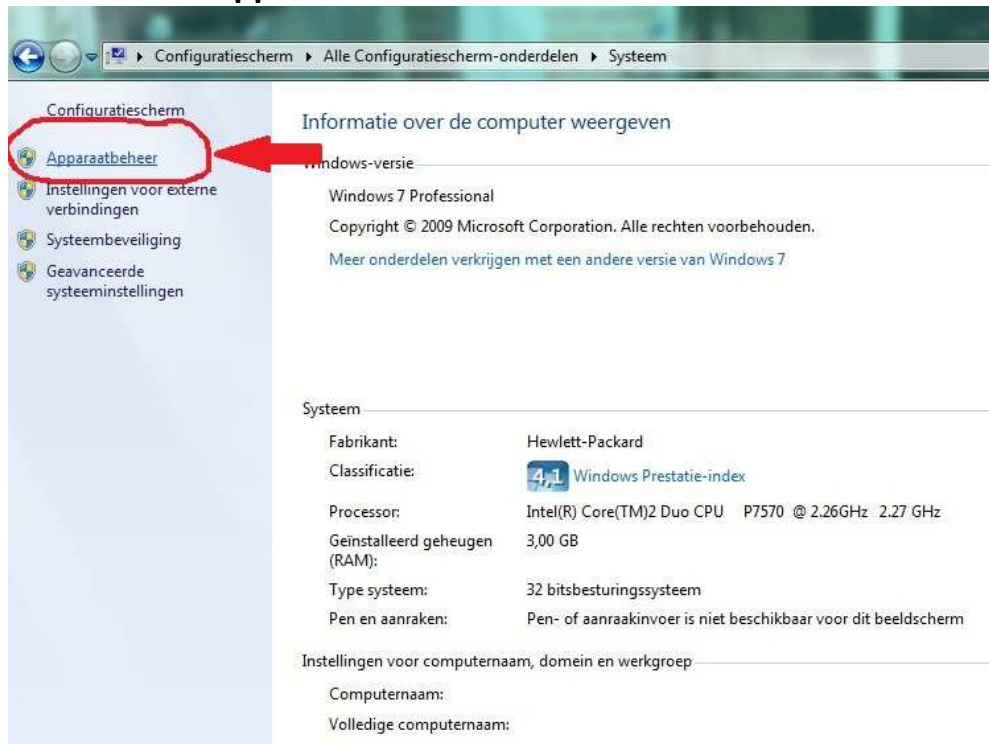 Configuratiescherm ▸ Alle Configuratiescherm-onderdelen ▸ Systeem
Configuratiescherm
Apparaatbeheer
Instellingen voor externe
verbindingen
Systeembeveiliging
Geavanceerde
systeeminstellingen
Informatie over de computer weergeven
Windows-versie
Windows 7 Professional
Copyright © 2009 Microsoft Corporation. Alle rechten voorbehouden.
Meer onderdelen verkrijgen met een andere versie van Windows 7
Systeem
Fabrikant: Hewlett-Packard
Classificatie: 4,1 Windows Prestatie-index
Processor: Intel(R) Core(TM)2 Duo CPU P7570 @ 2.26GHz 2.27 GHz
Geïnstalleerd geheugen 3,00 GB
(RAM):
Type systeem: 32 bitsbesturingssysteem
Pen en aanraken: Pen- of aanraakinvoer is niet beschikbaar voor dit beeldscherm
Instellingen voor computernaam, domein en werkgroep
Computernaam:
Volledige computernaam: